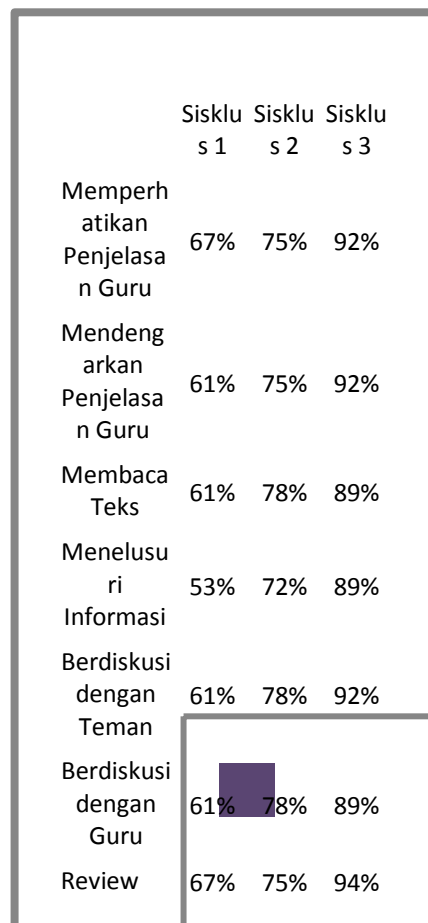 Sisklu Sisklu Sisklu
s 1 s 2 s 3
Memperh
atikan
Penjelasa
n Guru
67% 75% 92%
Mendeng
arkan
Penjelasa
n Guru
61% 75% 92%
Membaca
Teks
61% 78% 89%
Menelusu
ri
Informasi
53% 72% 89%
Berdiskusi
dengan
Teman
61% 78% 92%
Berdiskusi
dengan
Guru
61% 78% 89%
Review 67% 75% 94%